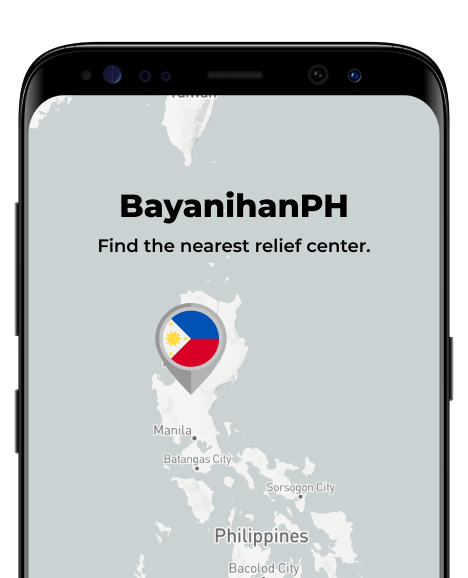 Taiwan
BayanihanPH
Find the nearest relief center.
Manila
Batangas City
Sorsogon City
Philippines
Bacolod City